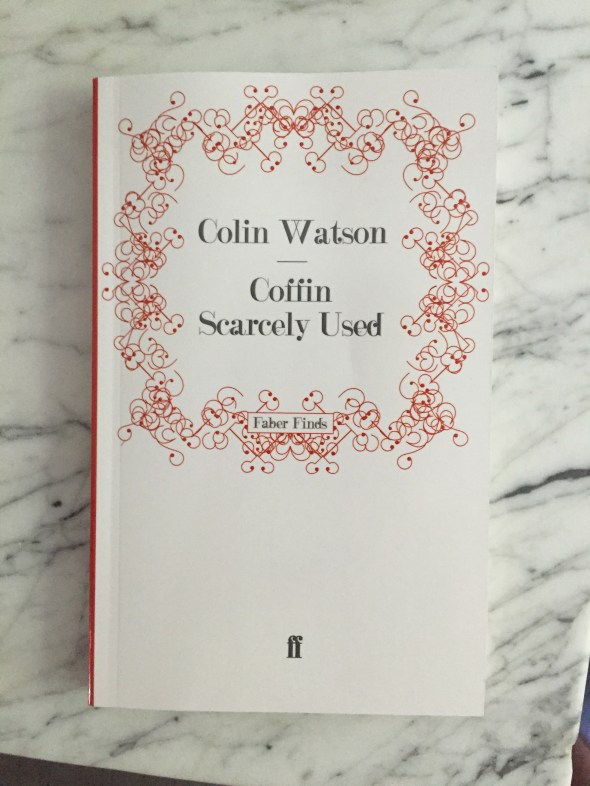 Colin Watson
Coffin
Scarcely Used
Faber Finds
ff